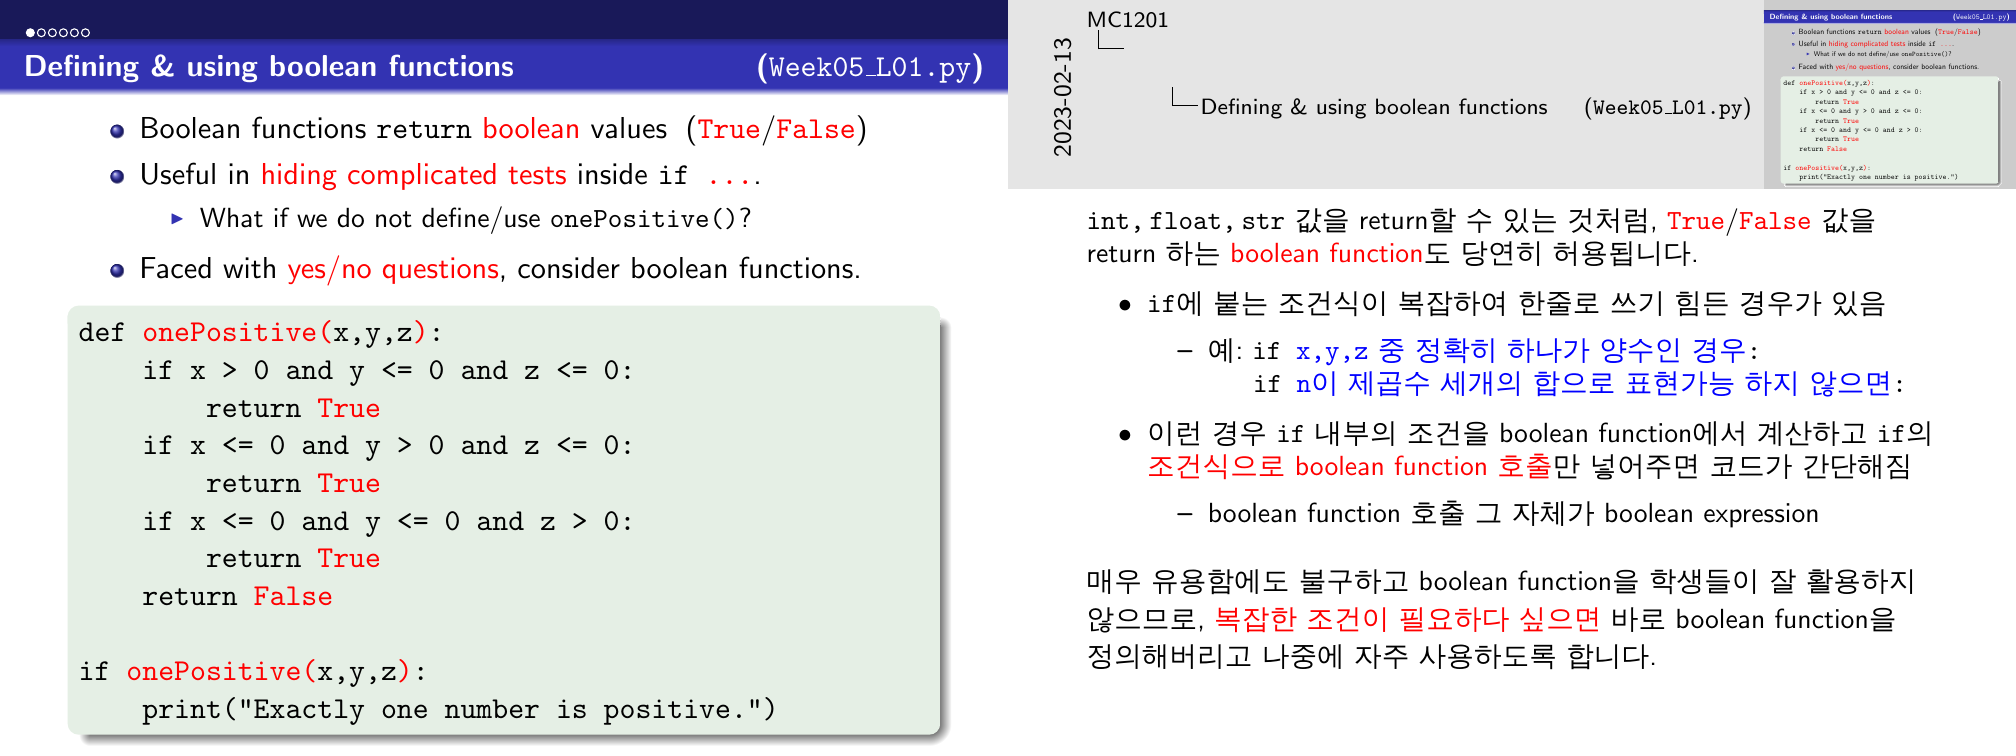 Defining & using boolean functions (Week05_L01.py)
• Boolean functions return boolean values (True/False)
• Useful in hiding complicated tests inside if ....
▶ What if we do not define/use onePositive()?
• Faced with yes/no questions, consider boolean functions.
def onePositive(x,y,z):
    if x > 0 and y <= 0 and z <= 0:
        return True
    if x <= 0 and y > 0 and z <= 0:
        return True
    if x <= 0 and y <= 0 and z > 0:
        return True
    return False
if onePositive(x,y,z):
    print("Exactly one number is positive.")
2023-02-13
MC1201
Defining & using boolean functions (Week05_L01.py)
Defining & using boolean functions (Week05_L01.py)
• Boolean functions return boolean values (True/False)
• Useful in hiding complicated tests inside if ....
▶ What if we do not define/use onePositive()?
• Faced with yes/no questions, consider boolean functions.
def onePositive(x,y,z):
    if x > 0 and y <= 0 and z <= 0:
        return True
    if x <= 0 and y > 0 and z <= 0:
        return True
    if x <= 0 and y <= 0 and z > 0:
        return True
    return False
if onePositive(x,y,z):
    print("Exactly one number is positive.")
int, float, str 값을 return할 수 있는 것처럼, True/False 값을
return 하는 boolean function도 당연히 허용됩니다.
• if에 붙는 조건식이 복잡하여 한줄로 쓰기 힘든 경우가 있음
– 예: if x,y,z 중 정확히 하나가 양수인 경우:
if n이 제곱수 세개의 합으로 표현가능 하지 않으면:
• 이런 경우 if 내부의 조건을 boolean function에서 계산하고 if의
조건식으로 boolean function 호출만 넣어주면 코드가 간단해짐
– boolean function 호출 그 자체가 boolean expression
매우 유용함에도 불구하고 boolean function을 학생들이 잘 활용하지
않으므로, 복잡한 조건이 필요하다 싶으면 바로 boolean function을
정의해버리고 나중에 자주 사용하도록 합니다.